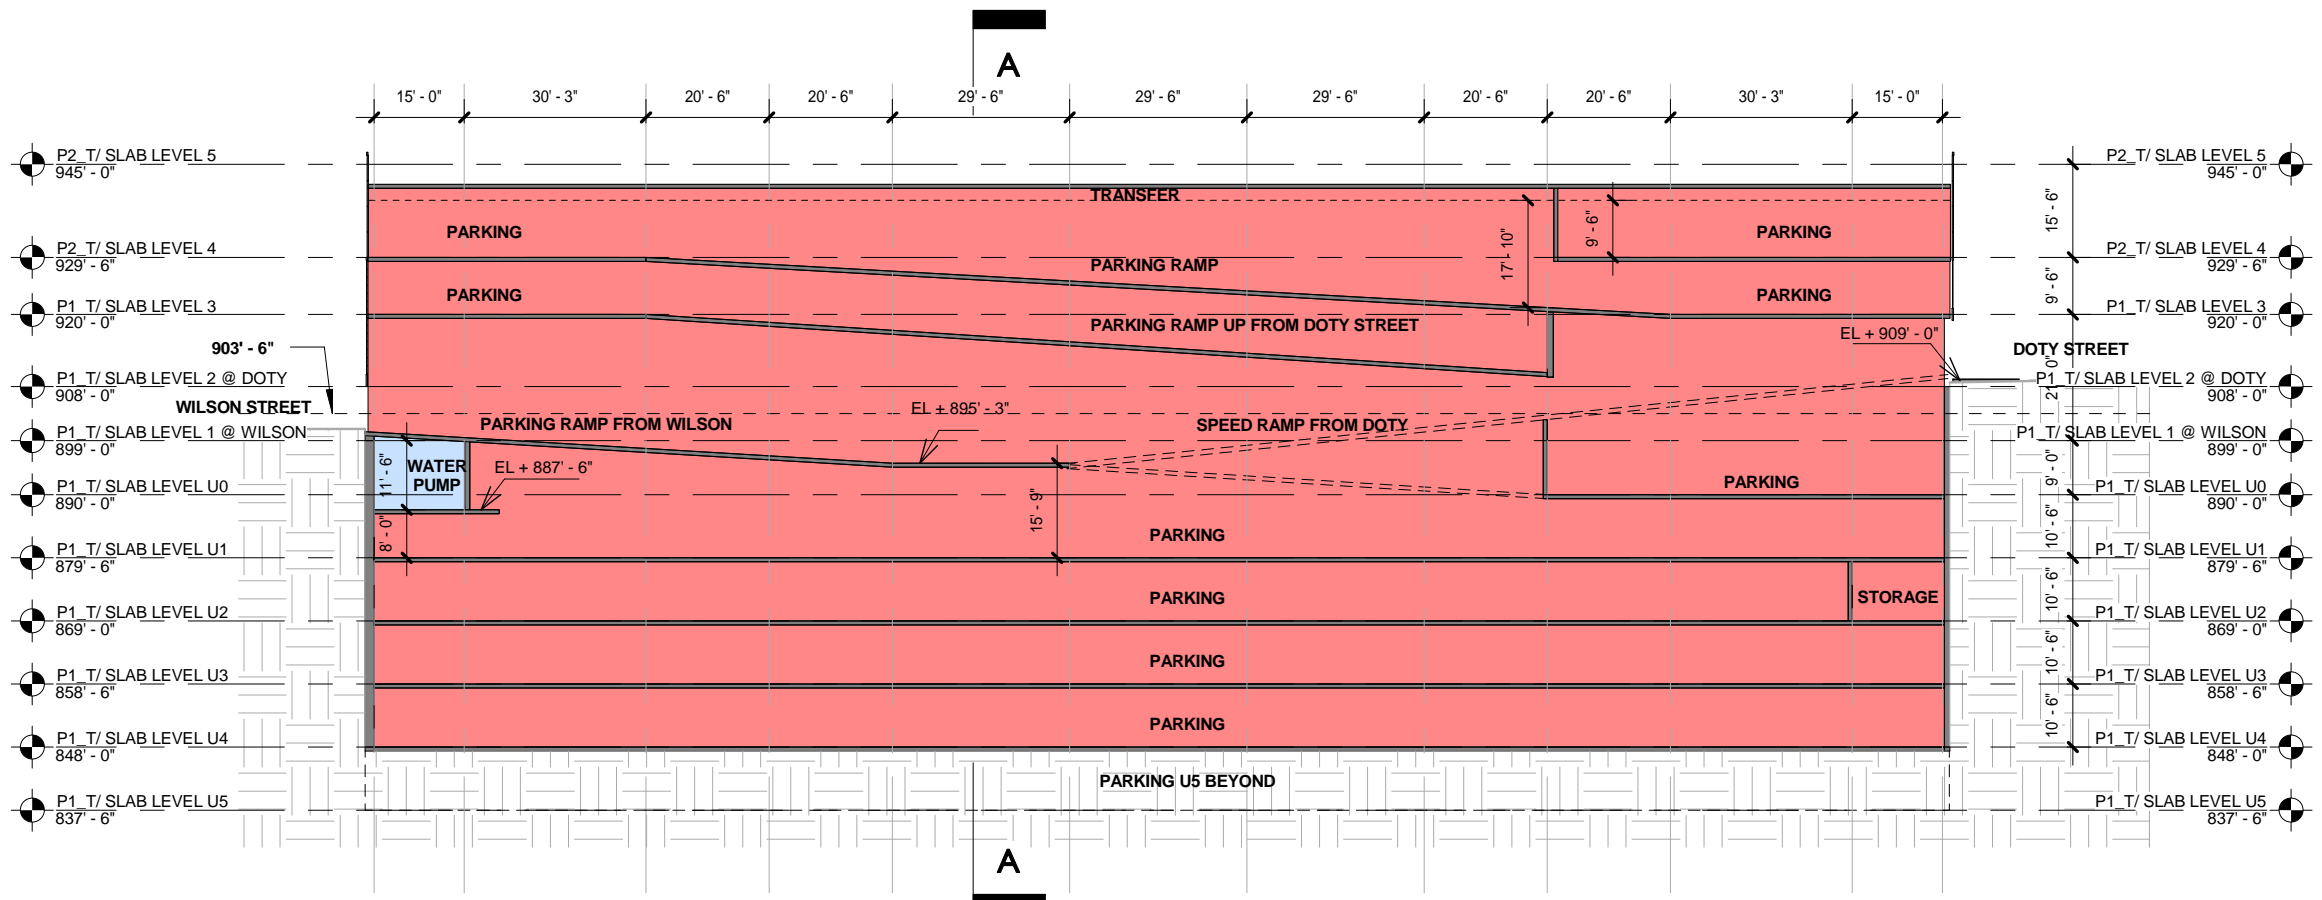 A
15' - 0"
30' - 3"
20' - 6"
20' - 6"
29' - 6"
29' - 6"
29' - 6"
20' - 6"
20' - 6"
30' - 3"
15' - 0"
P2_T/ SLAB LEVEL 5
945' - 0"
P2_T/ SLAB LEVEL 4
929' - 6"
P1_T/ SLAB LEVEL 3
920' - 0"
903' - 6"
P1_T/ SLAB LEVEL 2 @ DOTY
908' - 0"
WILSON STREET
P1_T/ SLAB LEVEL 1 @ WILSON
899' - 0"
P1_T/ SLAB LEVEL U0
890' - 0"
P1_T/ SLAB LEVEL U1
879' - 6"
P1_T/ SLAB LEVEL U2
869' - 0"
P1_T/ SLAB LEVEL U3
858' - 6"
P1_T/ SLAB LEVEL U4
848' - 0"
P1_T/ SLAB LEVEL U5
837' - 6"
TRANSFER
PARKING
PARKING
PARKING RAMP
17' - 10"
9' - 6"
PARKING
PARKING
PARKING RAMP UP FROM DOTY STREET
EL + 909' - 0"
PARKING RAMP FROM WILSON
EL + 895' - 3"
SPEED RAMP FROM DOTY
WATER
PUMP
11' - 6"
EL + 887' - 6"
8' - 0"
15' - 9"
PARKING
PARKING
PARKING
STORAGE
PARKING
PARKING
PARKING U5 BEYOND
P2_T/ SLAB LEVEL 5
945' - 0"
15' - 6"
P2_T/ SLAB LEVEL 4
929' - 6"
9' - 6"
P1_T/ SLAB LEVEL 3
920' - 0"
DOTY STREET
21' - 0"
P1_T/ SLAB LEVEL 2 @ DOTY
908' - 0"
P1_T/ SLAB LEVEL 1 @ WILSON
899' - 0"
9' - 0"
P1_T/ SLAB LEVEL U0
890' - 0"
10' - 6"
P1_T/ SLAB LEVEL U1
879' - 6"
10' - 6"
P1_T/ SLAB LEVEL U2
869' - 0"
10' - 6"
P1_T/ SLAB LEVEL U3
858' - 6"
10' - 6"
P1_T/ SLAB LEVEL U4
848' - 0"
P1_T/ SLAB LEVEL U5
837' - 6"
A